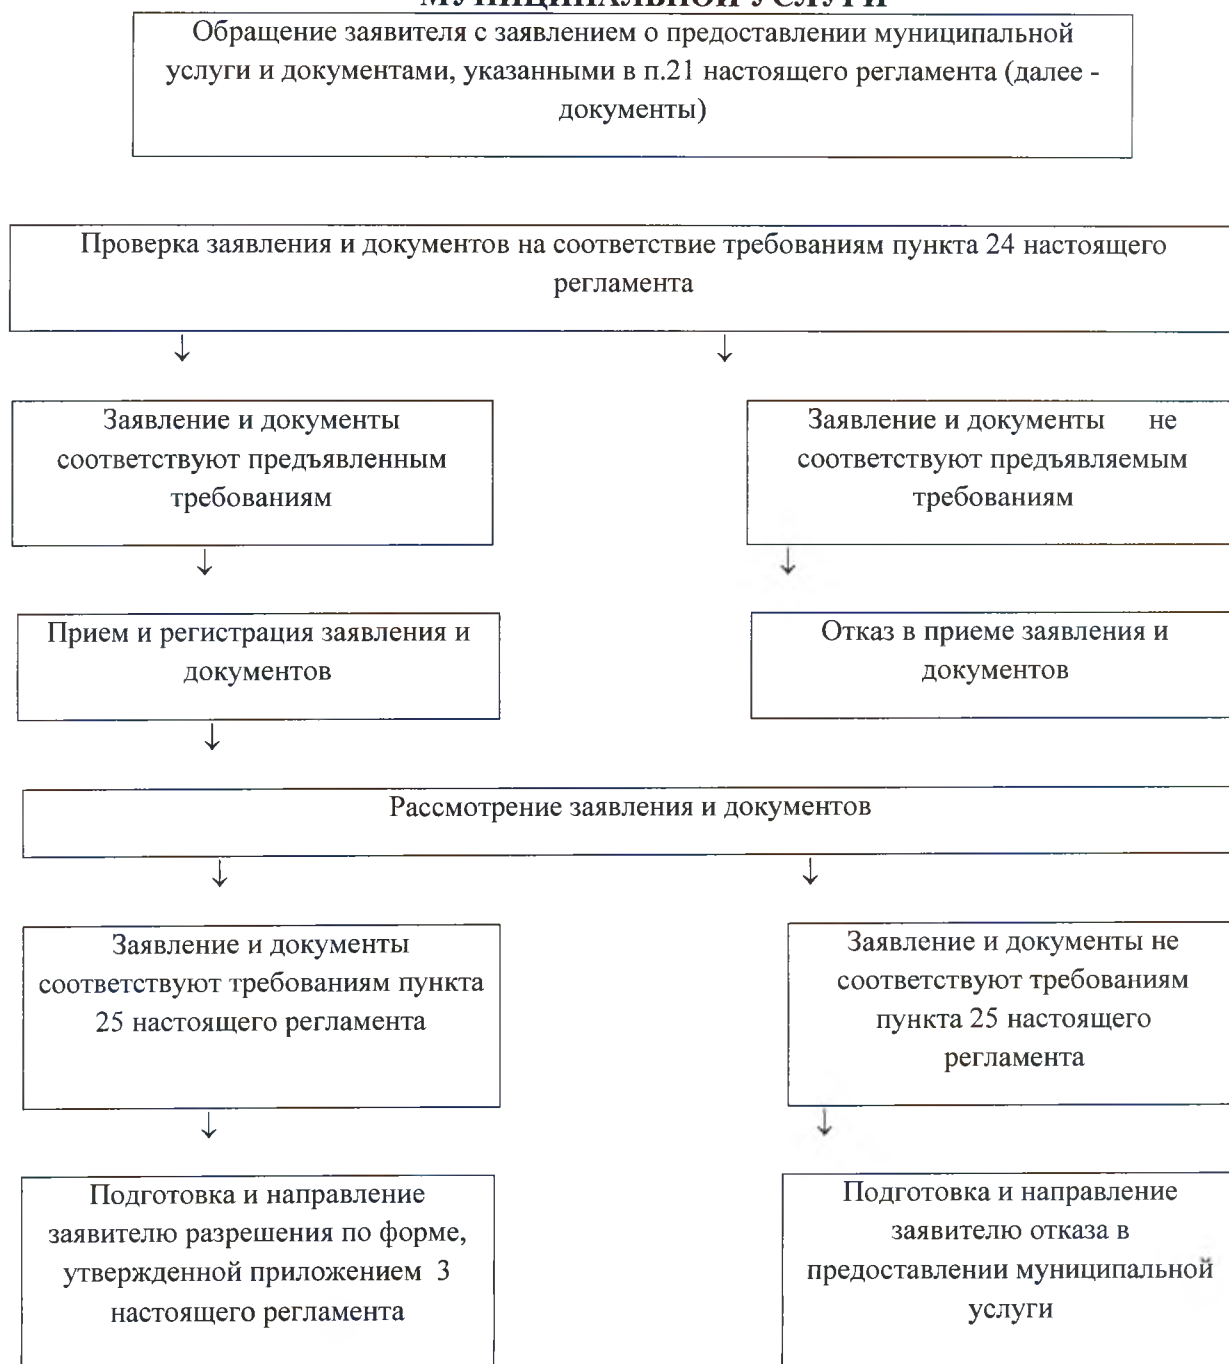 МУНИЦИПАЛЬНОЙ УСЛУГИ
Обращение заявителя с заявлением о предоставлении муниципальной
услуги и документами, указанными в п.21 настоящего регламента (далее -
документы)
Проверка заявления и документов на соответствие требованиям пункта 24 настоящего
регламента
↓ ↓
Заявление и документы
соответствуют предъявленным
требованиям
Заявление и документы не
соответствуют предъявляемым
требованиям
↓ ↓
Прием и регистрация заявления и
документов
Отказ в приеме заявления и
документов
↓
Рассмотрение заявления и документов
↓ ↓
Заявление и документы
соответствуют требованиям пункта
25 настоящего регламента
Заявление и документы не
соответствуют требованиям
пункта 25 настоящего
регламента
↓ ↓
Подготовка и направление
заявителю разрешения по форме,
утвержденной приложением 3
настоящего регламента
Подготовка и направление
заявителю отказа в
предоставлении муниципальной
услуги